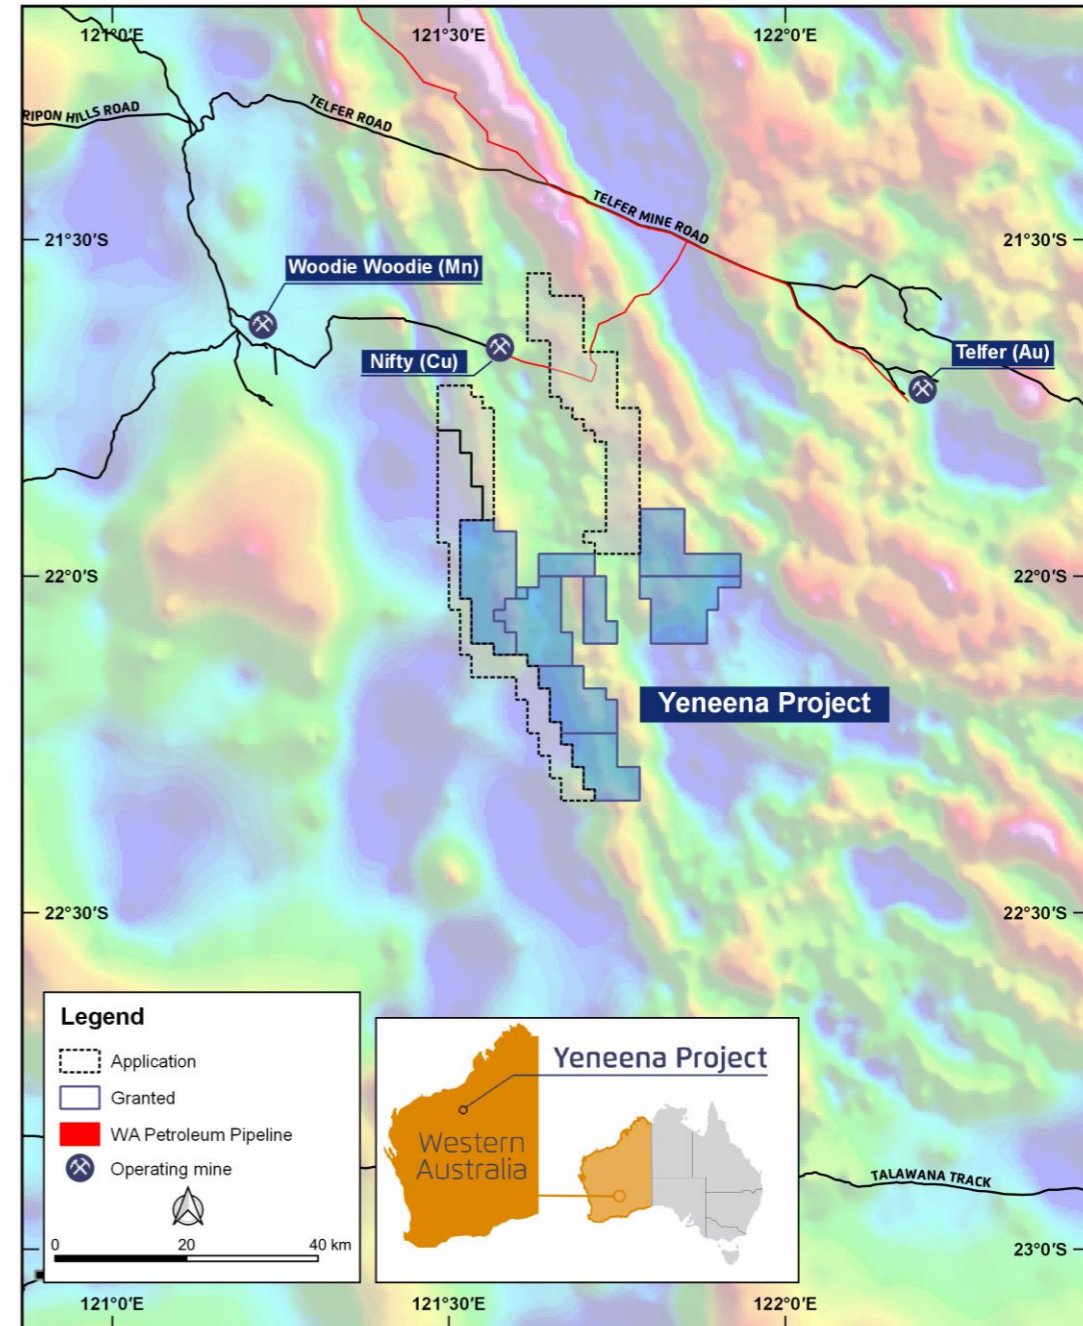 121°0′E
121°30′E
122°0′E
RIPON HILLS ROAD
TELFER ROAD
TELFER MINE ROAD
21°30′S
21°30′S
Woodie Woodie (Mn)
Nifty (Cu)
Telfer (Au)
22°0′S
22°0′S
Yeneena Project
22°30′S
22°30′S
Legend
Application
Granted
WA Petroleum Pipeline
Operating mine
0
20
40 km
Yeneena Project
Western
Australia
TALAWANA TRACK
23°0′S
121°0′E
121°30′E
122°0′E